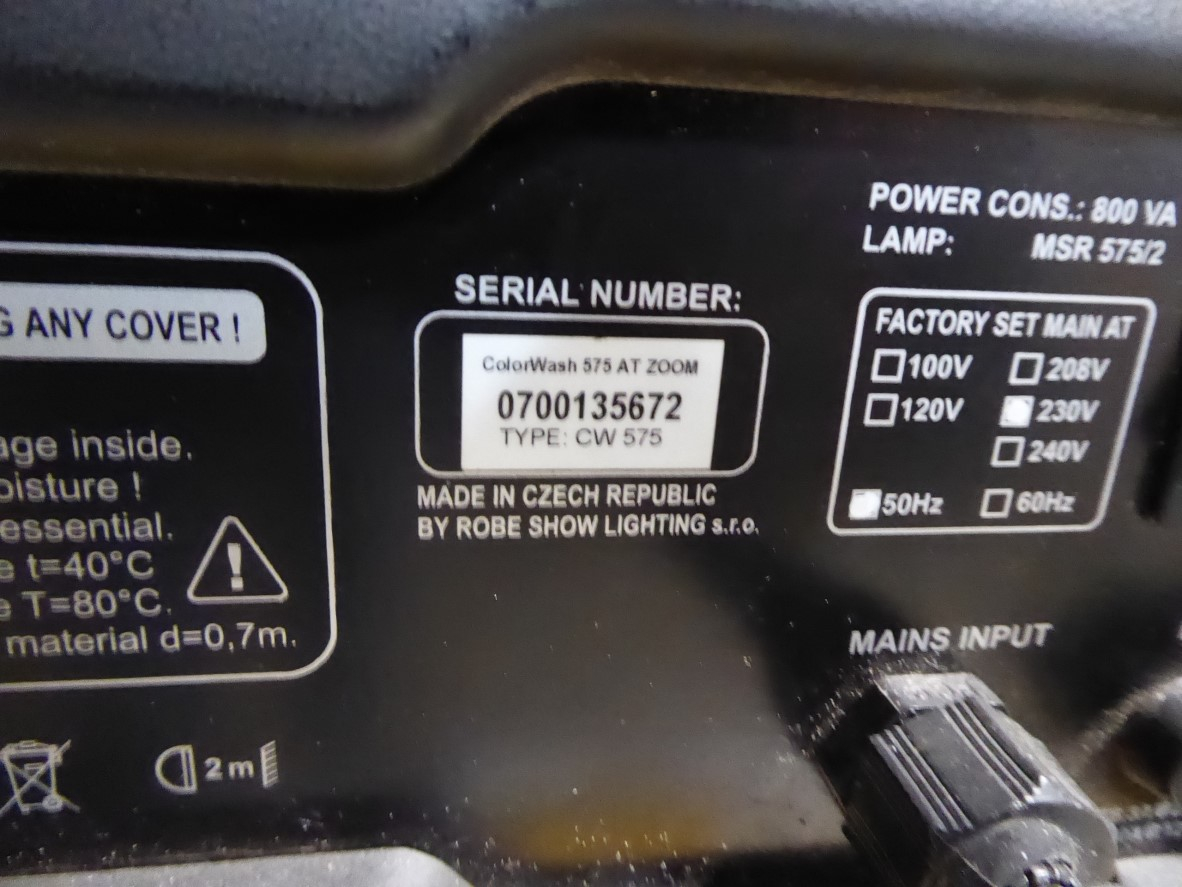 G ANY COVER !
age inside.
oisture !
essential.
e t=40°C
e T=80°C.
material d=0,7m.
2 m
SERIAL NUMBER:
ColorWash 575 AT ZOOM
0700135672
TYPE: CW 575
MADE IN CZECH REPUBLIC
BY ROBE SHOW LIGHTING s.r.o.
POWER CONS.: 800 VA
LAMP: MSR 575/2
FACTORY SET MAIN AT
100V 208V
120V 230V
240V
50Hz 60Hz
MAINS INPUT